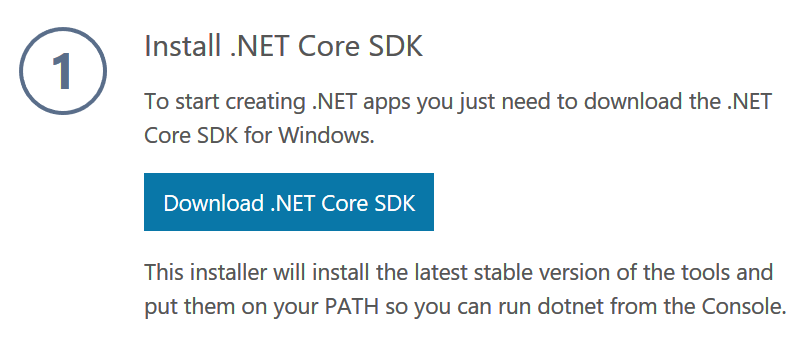 1
Install .NET Core SDK
To start creating .NET apps you just need to download the .NET
Core SDK for Windows.
Download .NET Core SDK
This installer will install the latest stable version of the tools and
put them on your PATH so you can run dotnet from the Console.